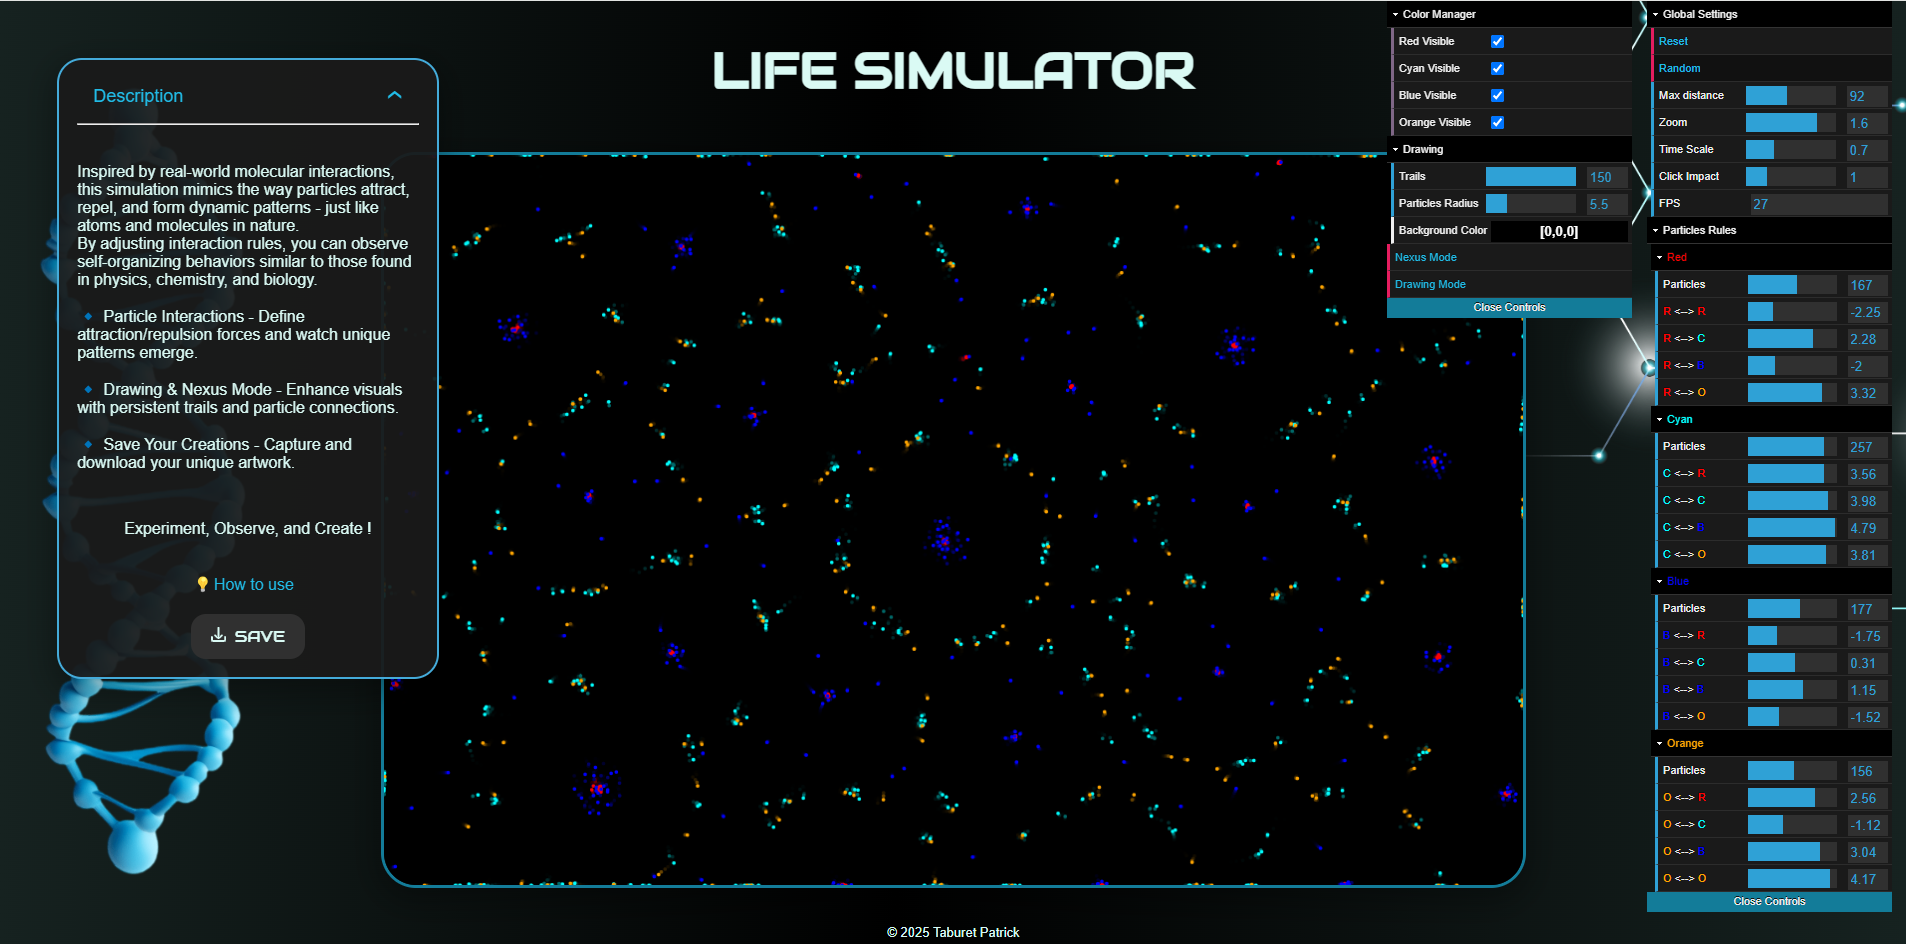 LIFE SIMULATOR
Description
Inspired by real-world molecular interactions,
this simulation mimics the way particles attract,
repel, and form dynamic patterns - just like
atoms and molecules in nature.
By adjusting interaction rules, you can observe
self-organizing behaviors similar to those found
in physics, chemistry, and biology.
Particle Interactions - Define
attraction/repulsion forces and watch unique
patterns emerge.
Drawing & Nexus Mode - Enhance visuals
with persistent trails and particle connections.
Save Your Creations - Capture and
download your unique artwork.
Experiment, Observe, and Create !
How to use
SAVE
Color Manager
Red Visible
Cyan Visible
Blue Visible
Orange Visible
Drawing
Trails 150
Particles Radius 5.5
Background Color [0,0,0]
Nexus Mode
Drawing Mode
Close Controls
Global Settings
Reset
Random
Max distance 92
Zoom 1.6
Time Scale 0.7
Click Impact 1
FPS 27
Particles Rules
Red
Particles 167
R <--> R -2.25
R <--> C 2.28
R <--> B -2
R <--> O 3.32
Cyan
Particles 257
C <--> R 3.56
C <--> C 3.98
C <--> B 4.79
C <--> O 3.81
Blue
Particles 177
B <--> R -1.75
B <--> C 0.31
B <--> B 1.15
B <--> O -1.52
Orange
Particles 156
O <--> R 2.56
O <--> C -1.12
O <--> B 3.04
O <--> O 4.17
Close Controls
© 2025 Taburet Patrick